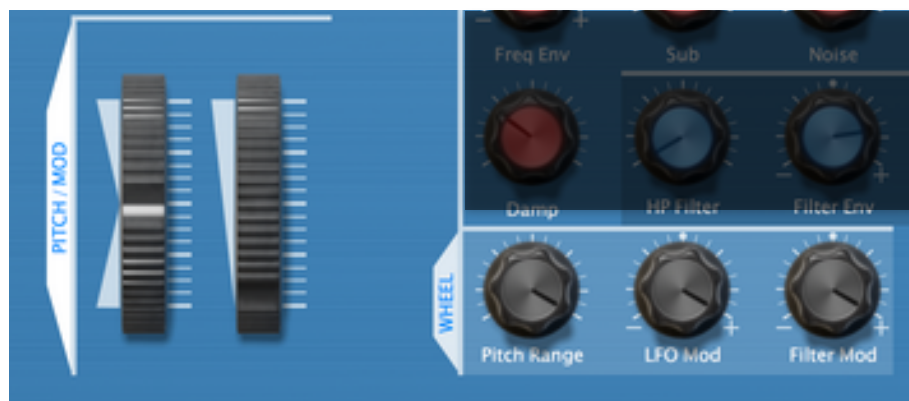 PITCH / MOD
Freq Env
Sub
Noise
Damp
HP Filter
Filter Env
WHEEL
Pitch Range
LFO Mod
Filter Mod